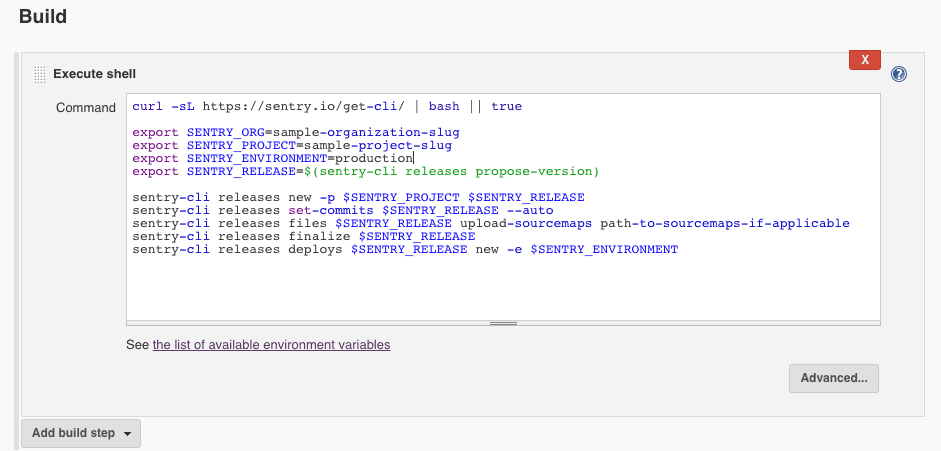 Build
X
Execute shell
?
Command
curl -sL https://sentry.io/get-cli/ | bash || true
export SENTRY_ORG=sample-organization-slug
export SENTRY_PROJECT=sample-project-slug
export SENTRY_ENVIRONMENT=production
export SENTRY_RELEASE=$(sentry-cli releases propose-version)
sentry-cli releases new -p $SENTRY_PROJECT $SENTRY_RELEASE
sentry-cli releases set-commits $SENTRY_RELEASE --auto
sentry-cli releases files $SENTRY_RELEASE upload-sourcemaps path-to-sourcemaps-if-applicable
sentry-cli releases finalize $SENTRY_RELEASE
sentry-cli releases deploys $SENTRY_RELEASE new -e $SENTRY_ENVIRONMENT
See the list of available environment variables
Advanced...
Add build step